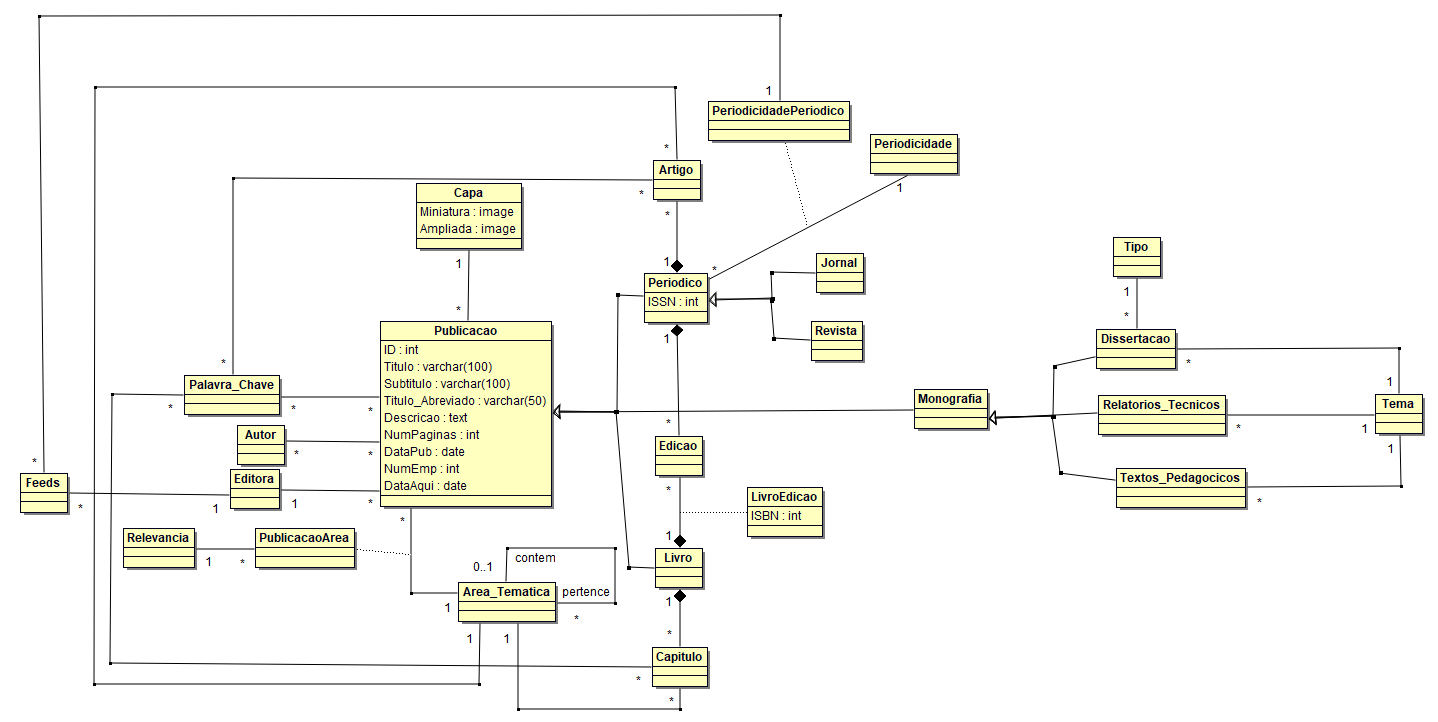 1
PeriodicidadePeriodico
Periodicidade
1
*
Artigo
*
*
Capa
Miniatura : image
Ampliada : image
1
*
1
*
Periodico
ISSN : int
1
Jornal
Revista
Tipo
1
*
Dissertacao
*
Publicacao
ID : int
Titulo : varchar(100)
Subtitulo : varchar(100)
Titulo_Abreviado : varchar(50)
Descricao : text
NumPaginas : int
DataPub : date
NumEmp : int
DataAqui : date
*
Palavra_Chave
*
*
*
Autor
*
*
Editora
1
1
*
*
Feeds
*
Monografia
Relatorios_Tecnicos
*
1
Tema
1
1
Textos_Pedagocicos
*
*
Edicao
*
LivroEdicao
ISBN : int
1
Livro
1
Relevancia
1
*
PublicacaoArea
*
0..1
contem
Area_Tematica
pertence
1
*
1
1
*
Capitulo
*
*